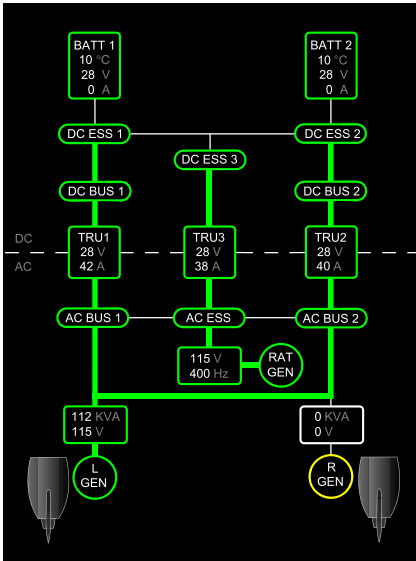 BATT 1
10 °C
28 V
0 A
BATT 2
10 °C
28 V
0 A
DC ESS 1
DC ESS 2
DC ESS 3
DC BUS 1
DC BUS 2
DC
AC
TRU1
28 V
42 A
TRU3
28 V
38 A
TRU2
28 V
40 A
AC BUS 1
AC ESS
AC BUS 2
115 V
400 Hz
RAT
GEN
112 KVA
115 V
0 KVA
0 V
L
GEN
R
GEN